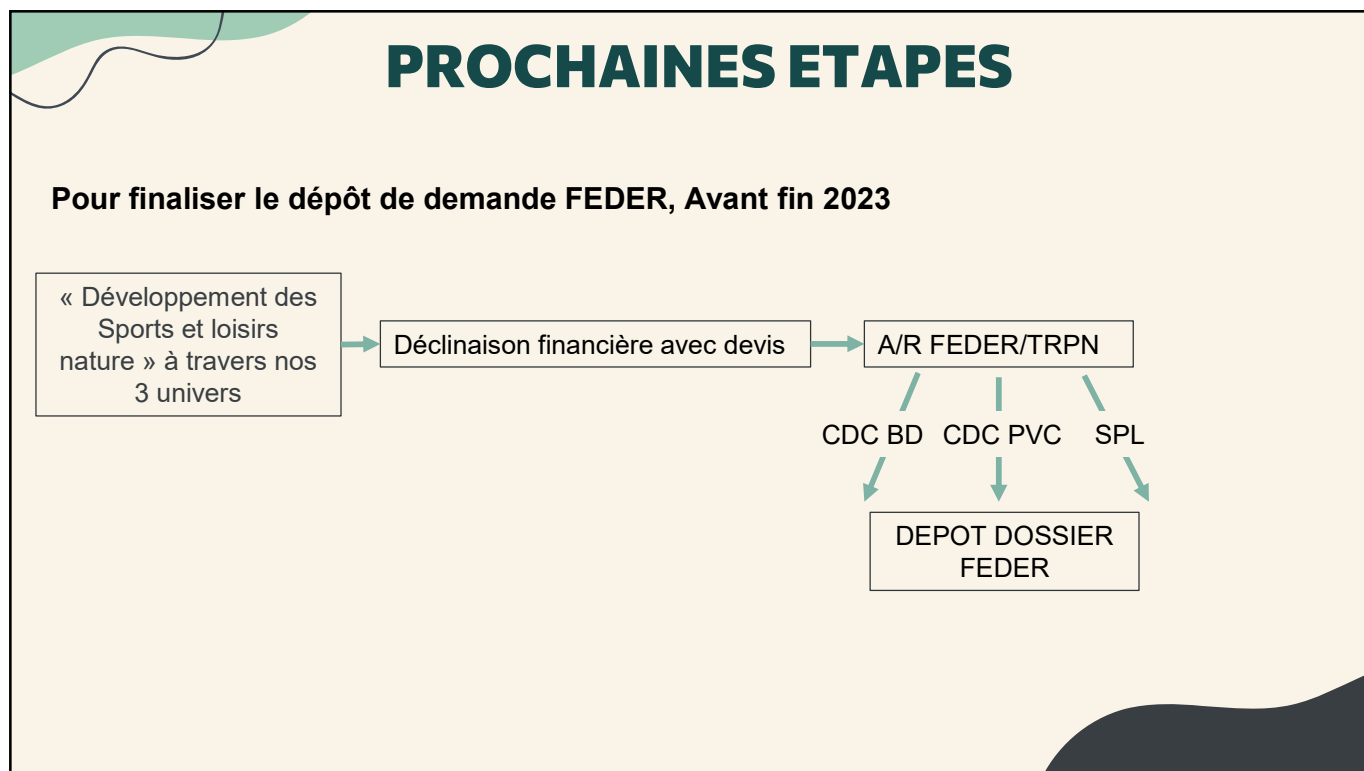 PROCHAINES ETAPES
Pour finaliser le dépôt de demande FEDER, Avant fin 2023
« Développement des
Sports et loisirs
nature » à travers nos
3 univers
Déclinaison financière avec devis
A/R FEDER/TRPN
CDC BD CDC PVC SPL
DEPOT DOSSIER
FEDER